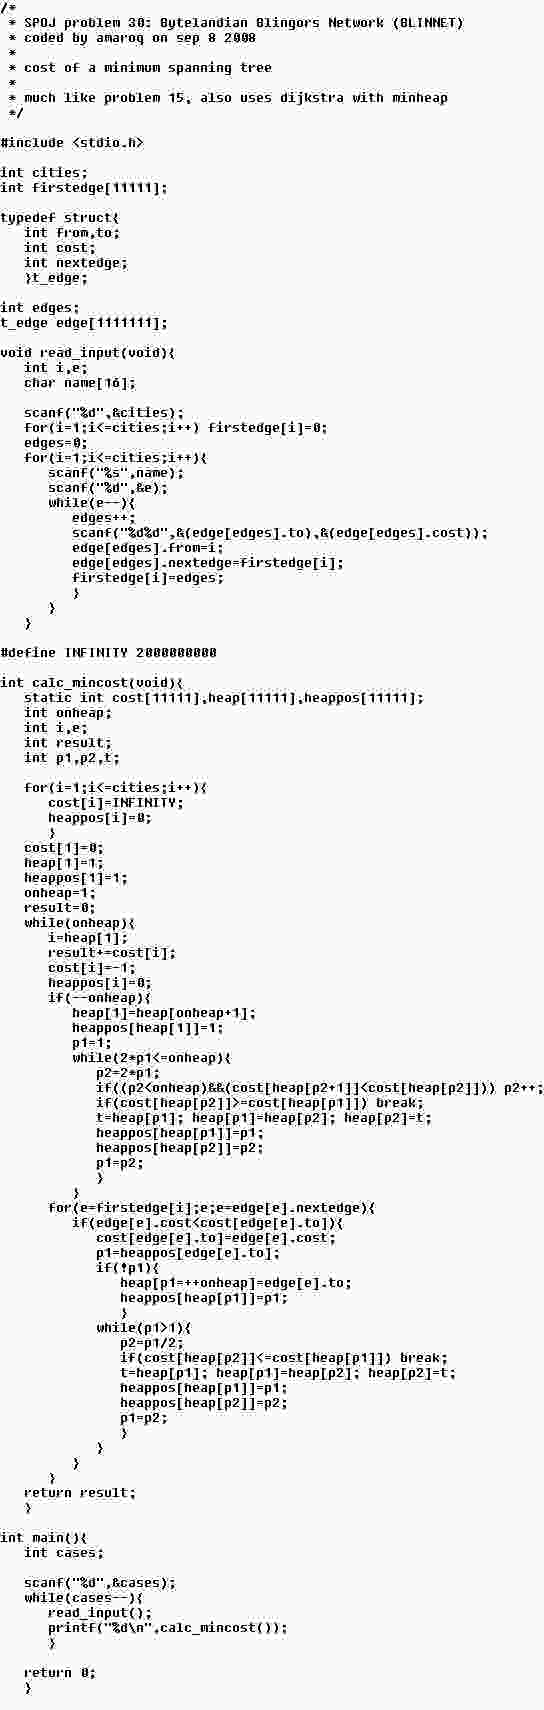 /*
 * SPOJ problem 30: Bytelandian Blingors Network (BLINNET)
 * coded by amaroq on sep 8 2008
 *
 * cost of a minimum spanning tree
 *
 * much like problem 15, also uses dijkstra with minheap
 */

#include <stdio.h>

int cities;
int firstedge[11111];

typedef struct{
   int from,to;
   int cost;
   int nextedge;
   }t_edge;

int edges;
t_edge edge[1111111];

void read_input(void){
   int i,e;
   char name[16];

   scanf("%d",&cities);
   for(i=1;i<=cities;i++) firstedge[i]=0;
   edges=0;
   for(i=1;i<=cities;i++){
      scanf("%s",name);
      scanf("%d",&e);
      while(e--){
         edges++;
         scanf("%d%d",&(edge[edges].to),&(edge[edges].cost));
         edge[edges].from=i;
         edge[edges].nextedge=firstedge[i];
         firstedge[i]=edges;
         }
      }
   }

#define INFINITY 2000000000

int calc_mincost(void){
   static int cost[11111],heap[11111],heappos[11111];
   int onheap;
   int i,e;
   int result;
   int p1,p2,t;

   for(i=1;i<=cities;i++){
      cost[i]=INFINITY;
      heappos[i]=0;
      }
   cost[1]=0;
   heap[1]=1;
   heappos[1]=1;
   onheap=1;
   result=0;
   while(onheap){
      i=heap[1];
      result+=cost[i];
      cost[i]=-1;
      heappos[i]=0;
      if(--onheap){
         heap[1]=heap[onheap+1];
         heappos[heap[1]]=1;
         p1=1;
         while(2*p1<=onheap){
            p2=2*p1;
            if((p2<onheap)&&(cost[heap[p2+1]]<cost[heap[p2]])) p2++;
            if(cost[heap[p2]]>=cost[heap[p1]]) break;
            t=heap[p1]; heap[p1]=heap[p2]; heap[p2]=t;
            heappos[heap[p1]]=p1;
            heappos[heap[p2]]=p2;
            p1=p2;
            }
         }
      for(e=firstedge[i];e;e=edge[e].nextedge){
         if(edge[e].cost<cost[edge[e].to]){
            cost[edge[e].to]=edge[e].cost;
            p1=heappos[edge[e].to];
            if(!p1){
               heap[p1=++onheap]=edge[e].to;
               heappos[heap[p1]]=p1;
               }
            while(p1>1){
               p2=p1/2;
               if(cost[heap[p2]]<=cost[heap[p1]]) break;
               t=heap[p1]; heap[p1]=heap[p2]; heap[p2]=t;
               heappos[heap[p1]]=p1;
               heappos[heap[p2]]=p2;
               p1=p2;
               }
            }
         }
      }
   return result;
   }

int main(){
   int cases;

   scanf("%d",&cases);
   while(cases--){
      read_input();
      printf("%d\n",calc_mincost());
      }

   return 0;
   }